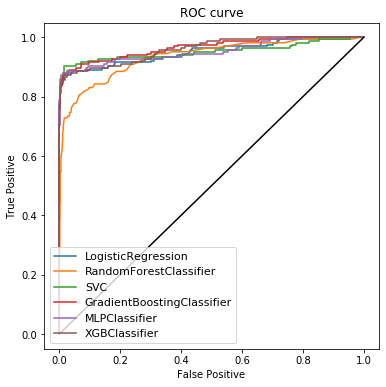 ROC curve
True Positive
1.0
0.8
0.6
0.4
0.2
0.0
LogisticRegression
RandomForestClassifier
SVC
GradientBoostingClassifier
MLPClassifier
XGBClassifier
0.0 0.2 0.4 0.6 0.8 1.0
False Positive